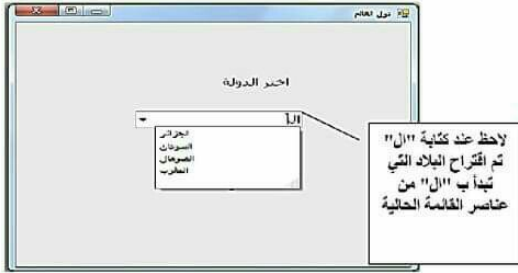 دول العالم
اختر الدولة
ال
الجزائر
السودان
الصومال
المغرب
لاحظ عند كتابة "ال"
تم اقتراح البلاد التي
تبدأ ب "ال" من
عناصر القائمة الحالية